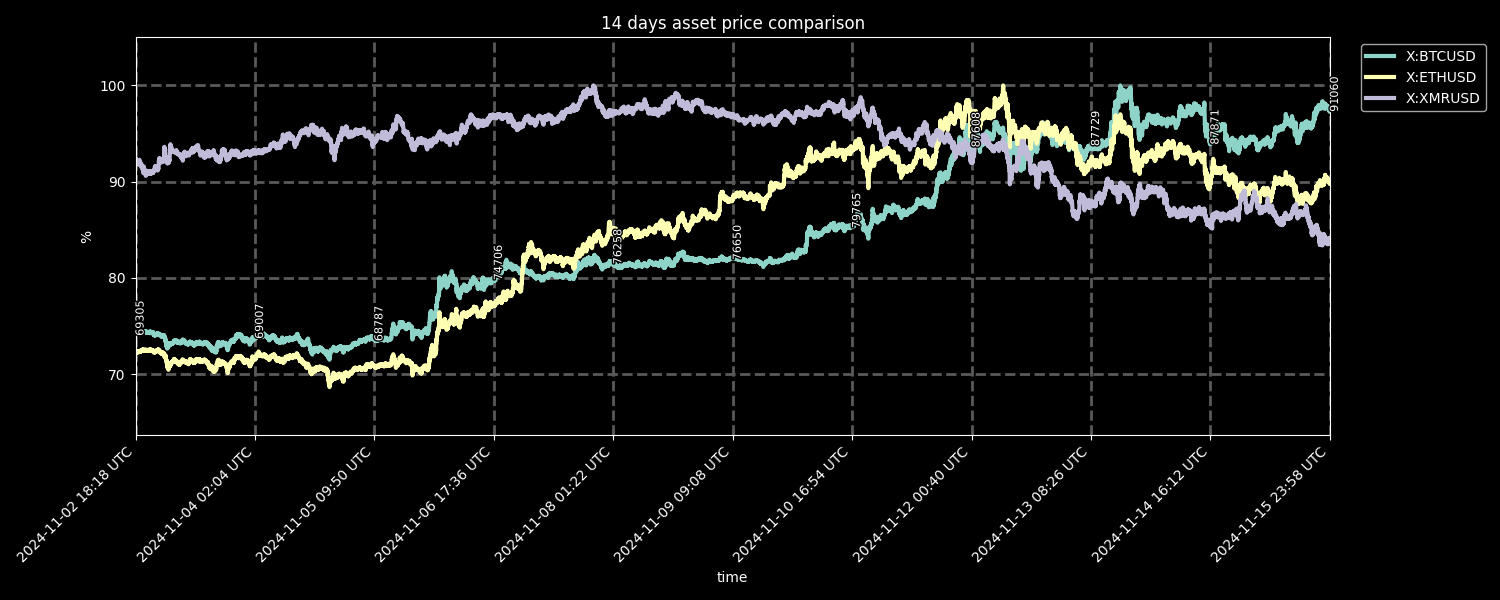 14 days asset price comparison
X:BTCUSD
X:ETHUSD
X:XMRUSD
%
100
90
80
70
69305
69007
68787
74706
76258
76650
79765
87608
87729
87871
91060
2024-11-02 18:18 UTC
2024-11-04 02:04 UTC
2024-11-05 09:50 UTC
2024-11-06 17:36 UTC
2024-11-08 01:22 UTC
2024-11-09 09:08 UTC
2024-11-10 16:54 UTC
2024-11-12 00:40 UTC
2024-11-13 08:26 UTC
2024-11-14 16:12 UTC
2024-11-15 23:58 UTC
time